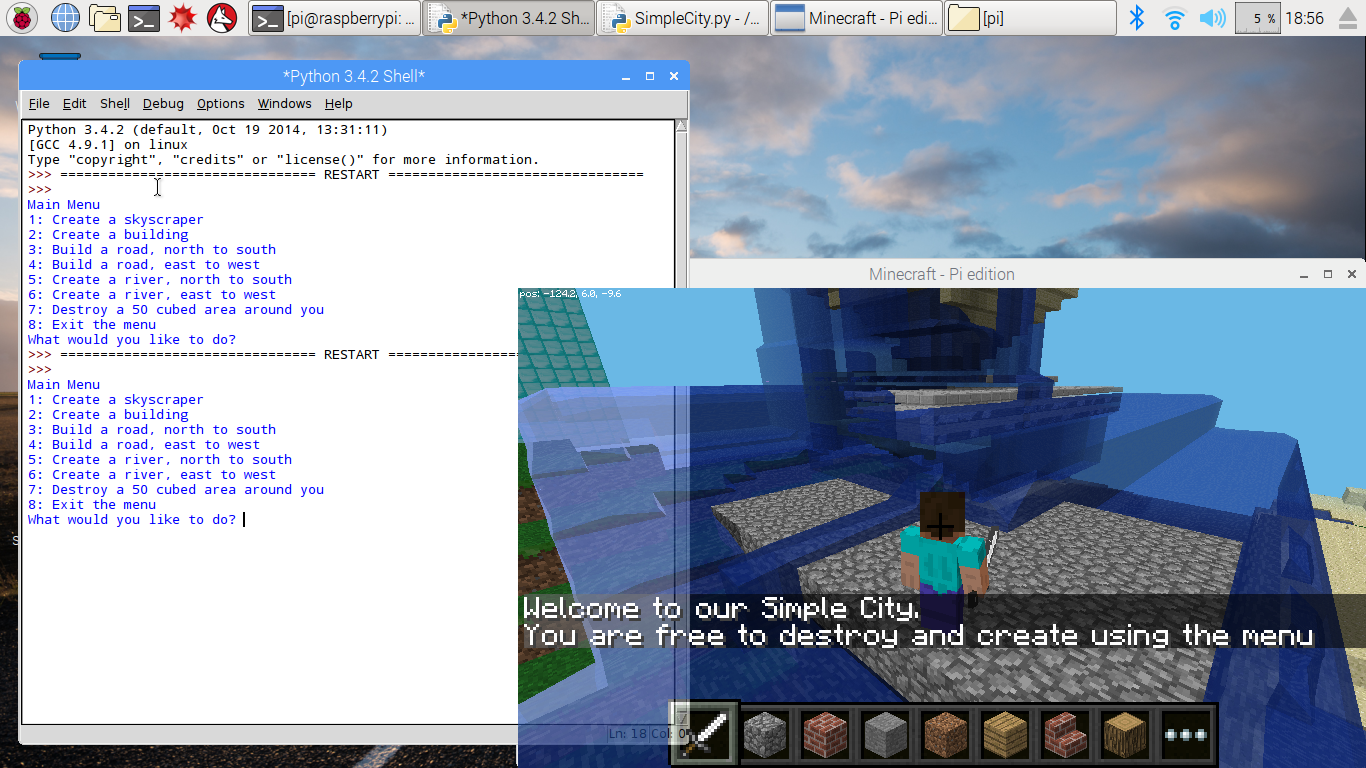 [pi@raspberrypi: ...
*Python 3.4.2 Sh...
SimpleCity.py - /...
Minecraft - Pi edi...
[pi]
5 %
18:56
*Python 3.4.2 Shell*
File Edit Shell Debug Options Windows Help
Python 3.4.2 (default, Oct 19 2014, 13:31:11)
[GCC 4.9.1] on linux
Type "copyright", "credits" or "license()" for more information.
>>> ================================ RESTART ================================
>>>
Main Menu
1: Create a skyscraper
2: Create a building
3: Build a road, north to south
4: Build a road, east to west
5: Create a river, north to south
6: Create a river, east to west
7: Destroy a 50 cubed area around you
8: Exit the menu
What would you like to do?
>>> ================================ RESTART ================
>>>
Main Menu
1: Create a skyscraper
2: Create a building
3: Build a road, north to south
4: Build a road, east to west
5: Create a river, north to south
6: Create a river, east to west
7: Destroy a 50 cubed area around you
8: Exit the menu
What would you like to do?
Ln: 18 Col: 0
Minecraft - Pi edition
pos: -124.2, 6.0, -9.6
Welcome to our Simple City.
You are free to destroy and create using the menu